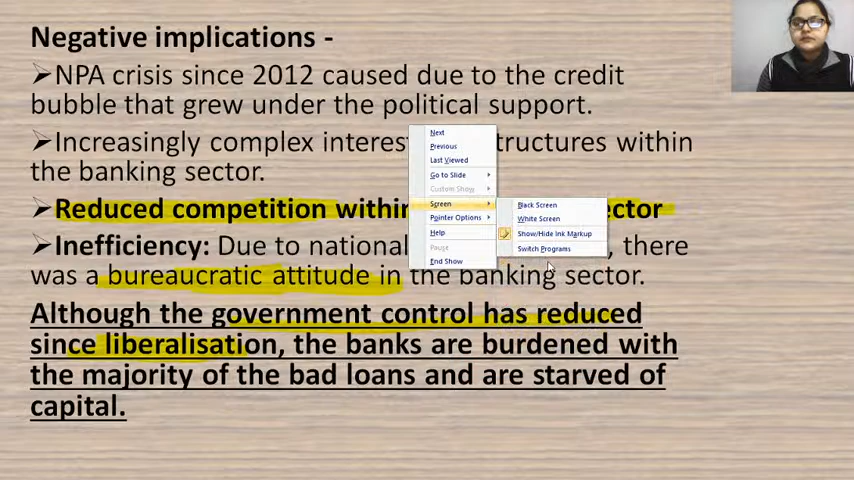 Negative implications -
➢NPA crisis since 2012 caused due to the credit
bubble that grew under the political support.
➢Increasingly complex interes tructures within
the banking sector.
➢Reduced competition within ector
➢Inefficiency: Due to national , there
was a bureaucratic attitude in the banking sector.
Although the government control has reduced
since liberalisation, the banks are burdened with
the majority of the bad loans and are starved of
capital.
Next
Previous
Last Viewed
Go to Slide
Custom Show
Screen
Pointer Options
Help
Pause
End Show
Black Screen
White Screen
Show/Hide Ink Markup
Switch Programs